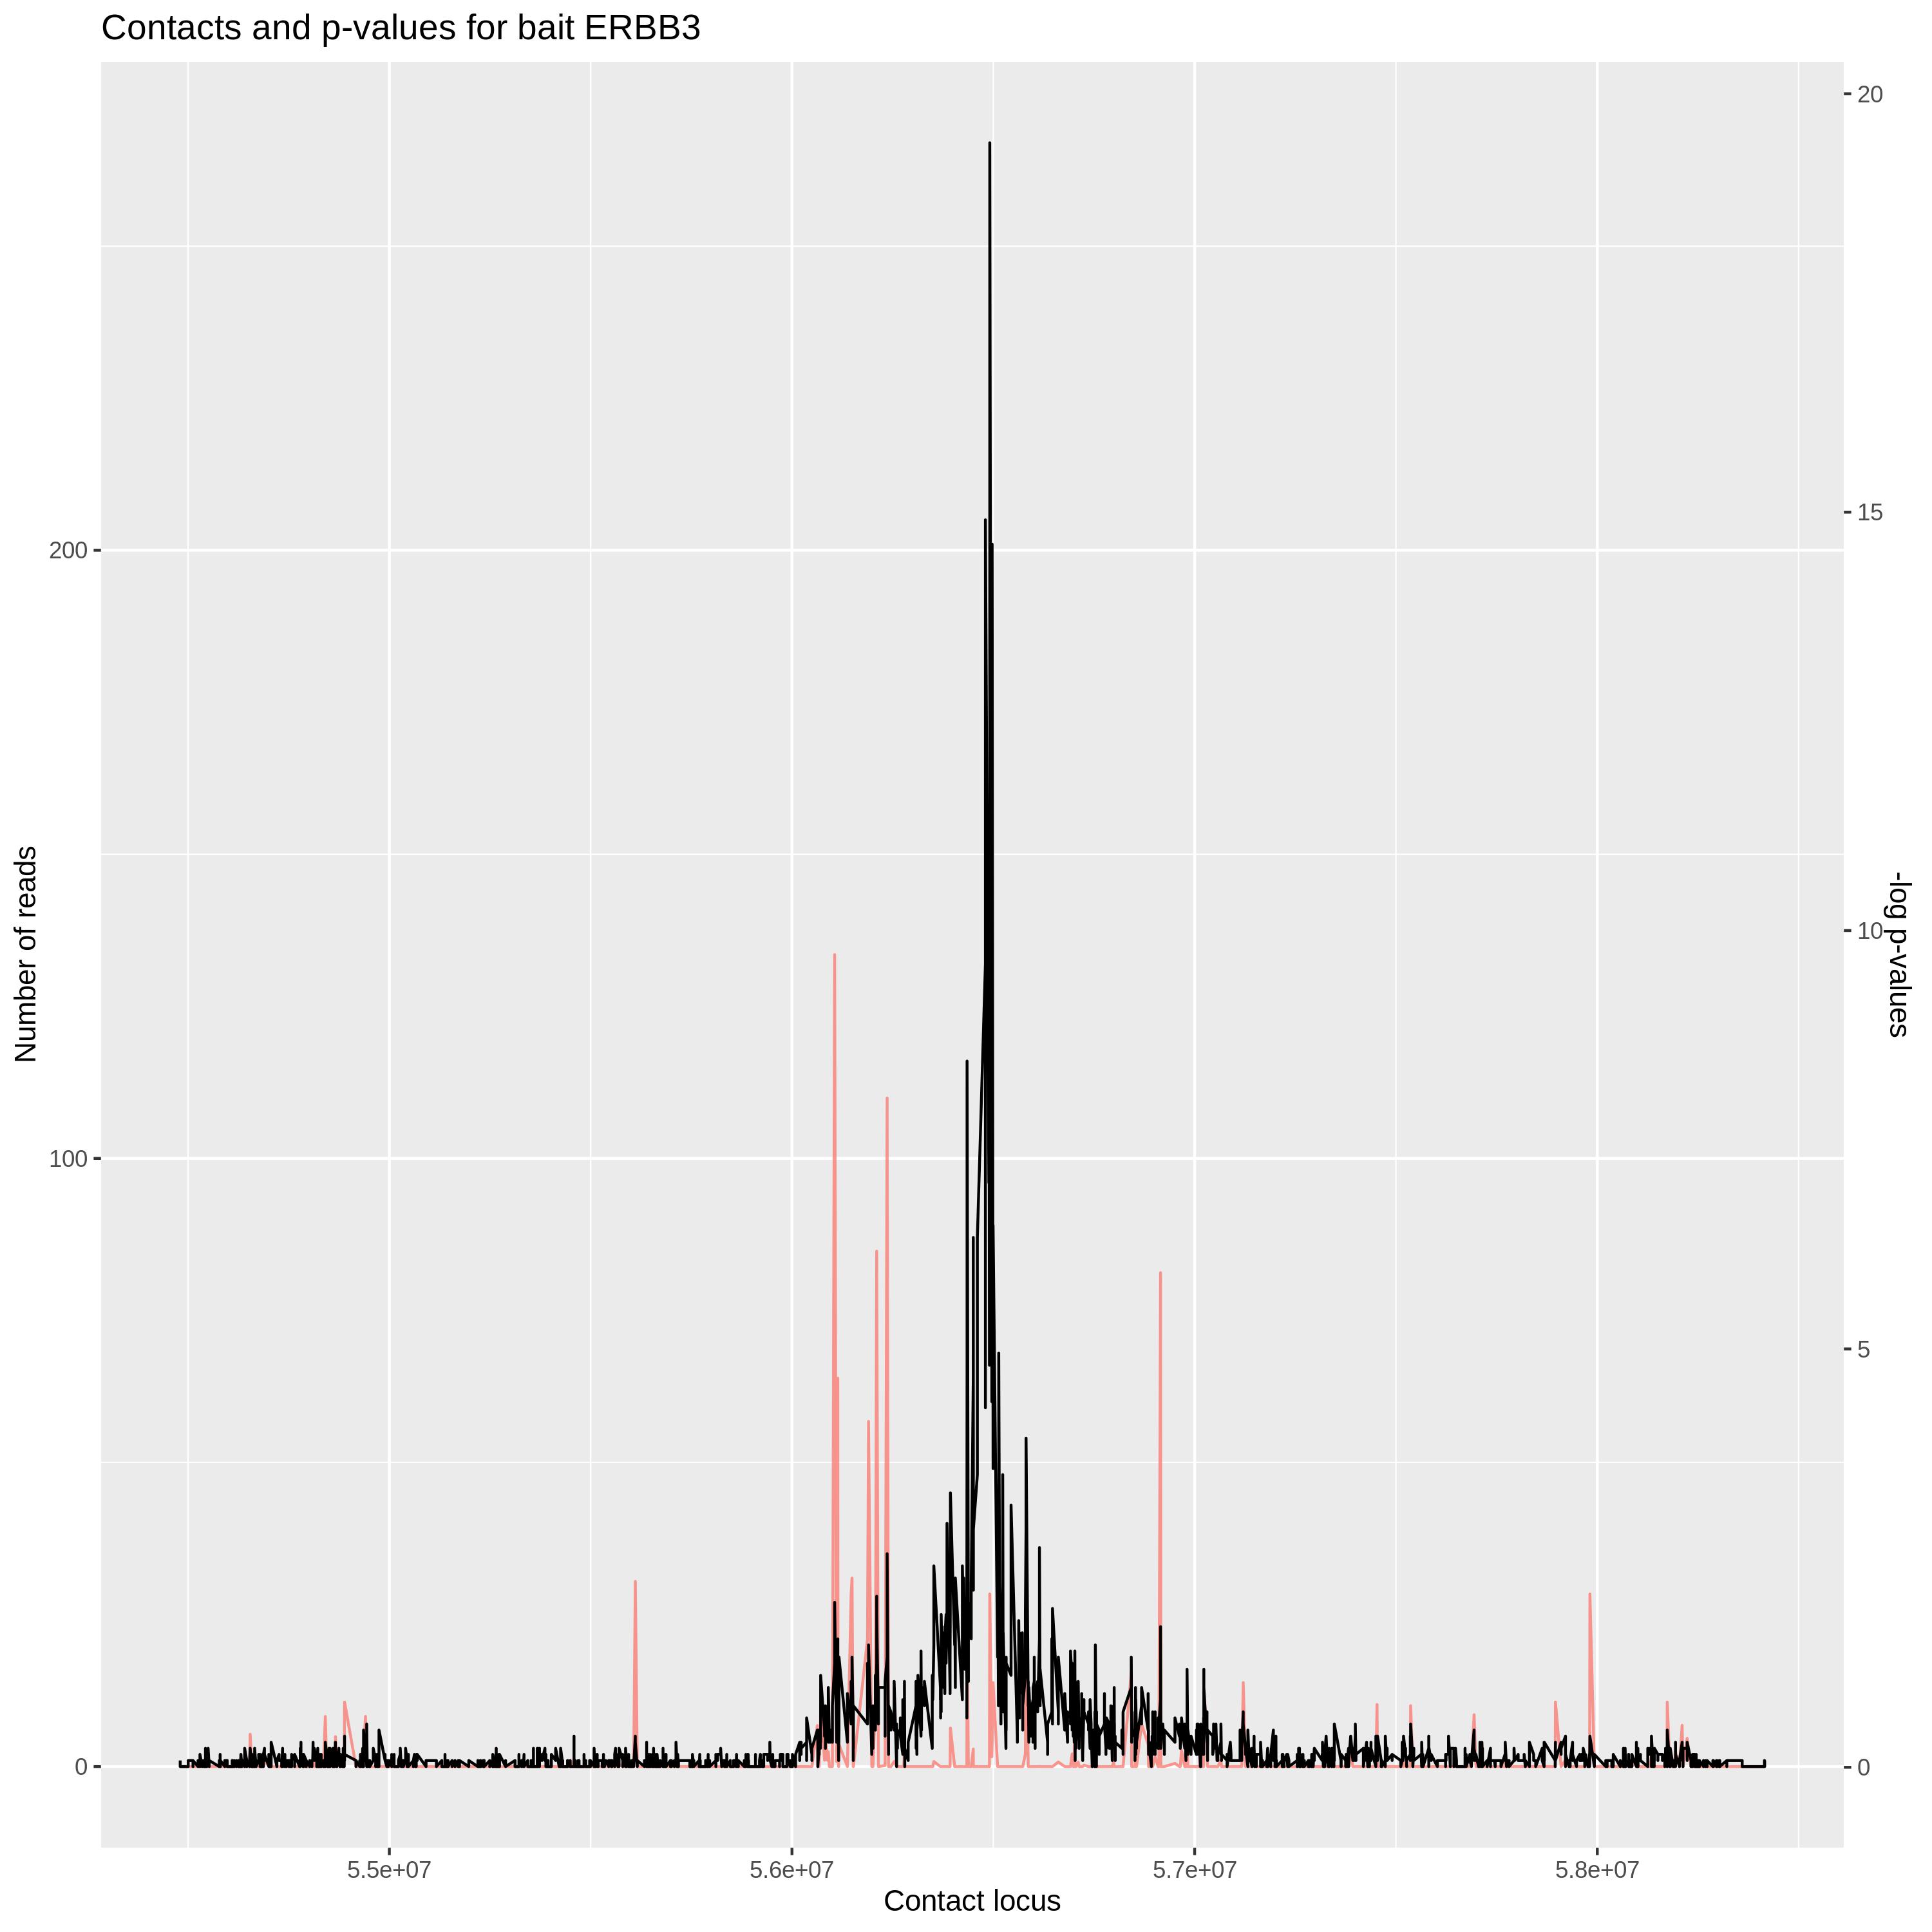 Contacts and p-values for bait ERBB3
Number of reads
200
100
0
20
15
10
5
0
-log p-values
5.5e+07
5.6e+07
5.7e+07
5.8e+07
Contact locus